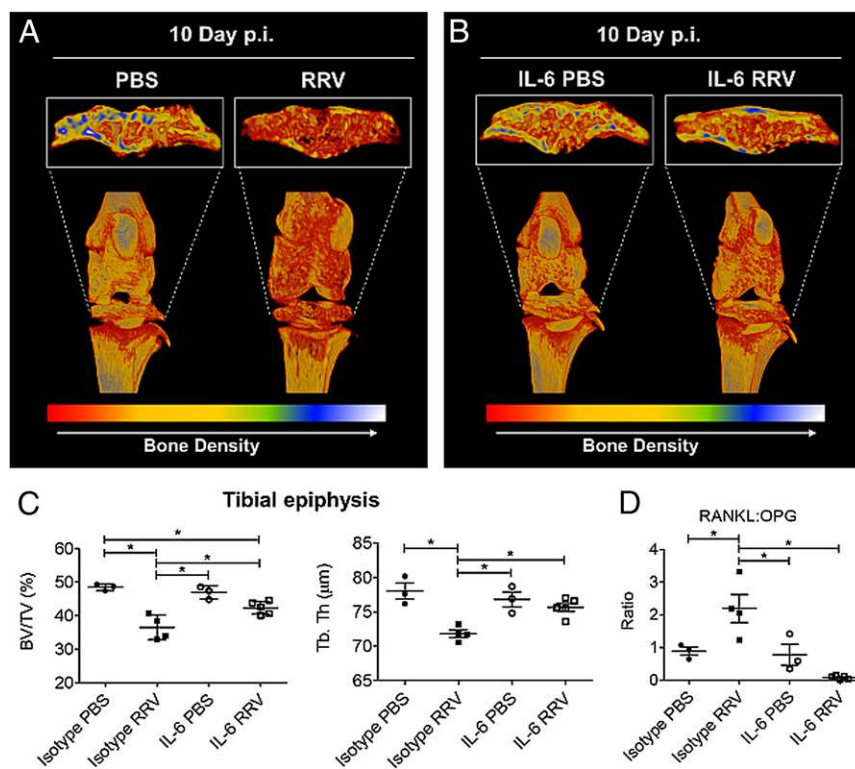 A
10 Day p.i.
PBS RRV
Bone Density
B
10 Day p.i.
IL-6 PBS IL-6 RRV
Bone Density
C Tibial epiphysis
BV/TV (%)
60
50
40
30
20
* * * *
Isotype PBS
Isotype RRV
IL-6 PBS
IL-6 RRV
Tb. Th (μm)
85
80
75
70
65
* * *
Isotype PBS
Isotype RRV
IL-6 PBS
IL-6 RRV
D
RANKL:OPG
Ratio
4
3
2
1
0
* * *
Isotype PBS
Isotype RRV
IL-6 PBS
IL-6 RRV